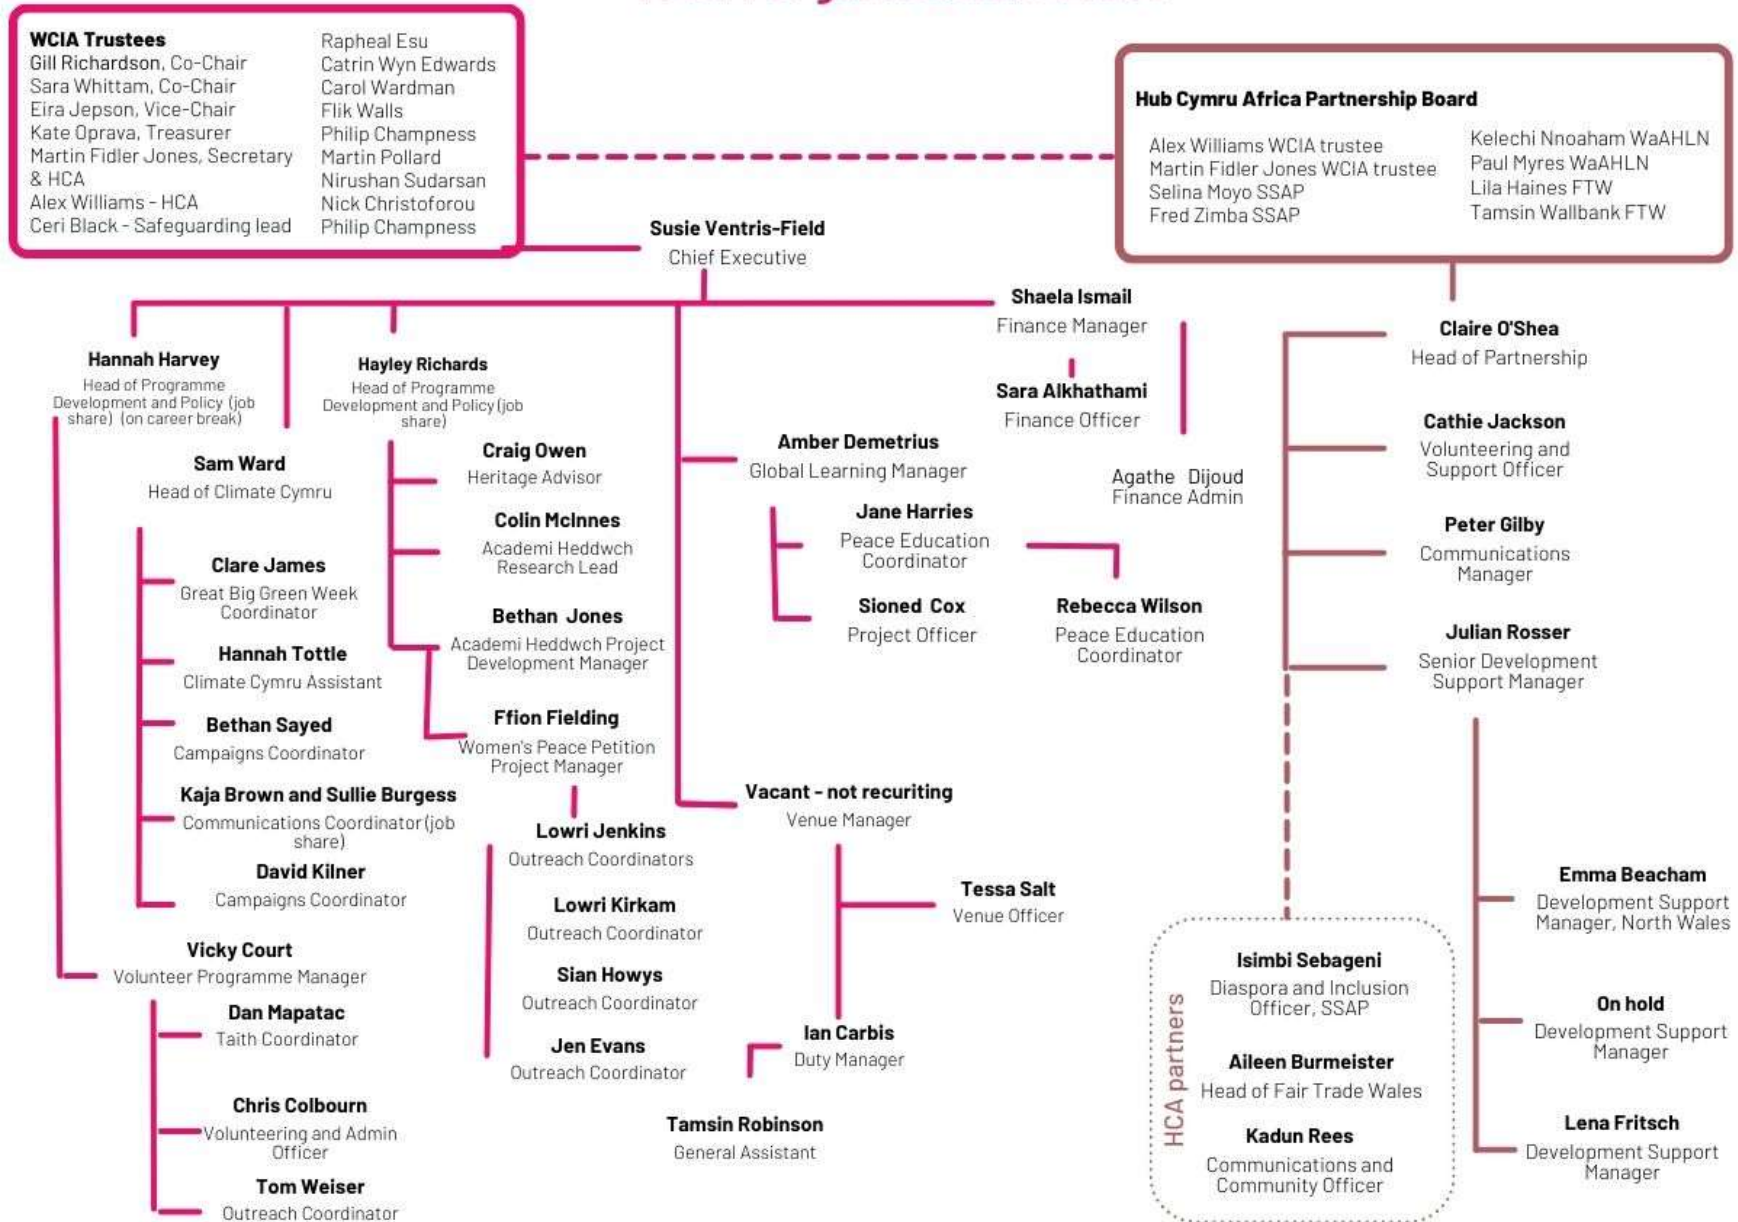 WCIA Trustees
Gill Richardson, Co-Chair
Sara Whittam, Co-Chair
Eira Jepson, Vice-Chair
Kate Oprava, Treasurer
Martin Fidler Jones, Secretary
& HCA
Alex Williams - HCA
Ceri Black - Safeguarding lead
Rapheal Esu
Catrin Wyn Edwards
Carol Wardman
Flik Walls
Philip Champness
Martin Pollard
Nirushan Sudarsan
Nick Christoforou
Philip Champness
Hub Cymru Africa Partnership Board
Alex Williams WCIA trustee
Martin Fidler Jones WCIA trustee
Selina Moyo SSAP
Fred Zimba SSAP
Kelechi Nnoaham WaAHLN
Paul Myres WaAHLN
Lila Haines FTW
Tamsin Wallbank FTW
Susie Ventris-Field
Chief Executive
Hannah Harvey
Head of Programme
Development and Policy (job
share) (on career break)
Sam Ward
Head of Climate Cymru
Clare James
Great Big Green Week
Coordinator
Hannah Tottle
Climate Cymru Assistant
Bethan Sayed
Campaigns Coordinator
Kaja Brown and Sullie Burgess
Communications Coordinator (job
share)
David Kilner
Campaigns Coordinator
Vicky Court
Volunteer Programme Manager
Dan Mapatac
Taith Coordinator
Chris Colbourn
Volunteering and Admin
Officer
Tom Weiser
Outreach Coordinator
Hayley Richards
Head of Programme
Development and Policy (job
share)
Craig Owen
Heritage Advisor
Colin McInnes
Academi Heddwch
Research Lead
Bethan Jones
Academi Heddwch Project
Development Manager
Ffion Fielding
Women's Peace Petition
Project Manager
Lowri Jenkins
Outreach Coordinators
Lowri Kirkam
Outreach Coordinator
Sian Howys
Outreach Coordinator
Jen Evans
Outreach Coordinator
Shaela Ismail
Finance Manager
Sara Alkhathami
Finance Officer
Agathe Dijoud
Finance Admin
Amber Demetrius
Global Learning Manager
Jane Harries
Peace Education
Coordinator
Sioned Cox
Project Officer
Rebecca Wilson
Peace Education
Coordinator
Vacant - not recuriting
Venue Manager
Tessa Salt
Venue Officer
Ian Carbis
Duty Manager
Tamsin Robinson
General Assistant
Claire O'Shea
Head of Partnership
Cathie Jackson
Volunteering and
Support Officer
Peter Gilby
Communications
Manager
Julian Rosser
Senior Development
Support Manager
Emma Beacham
Development Support
Manager, North Wales
On hold
Development Support
Manager
Lena Fritsch
Development Support
Manager
HCA partners
Isimbi Sebageni
Diaspora and Inclusion
Officer, SSAP
Aileen Burmeister
Head of Fair Trade Wales
Kadun Rees
Communications and
Community Officer